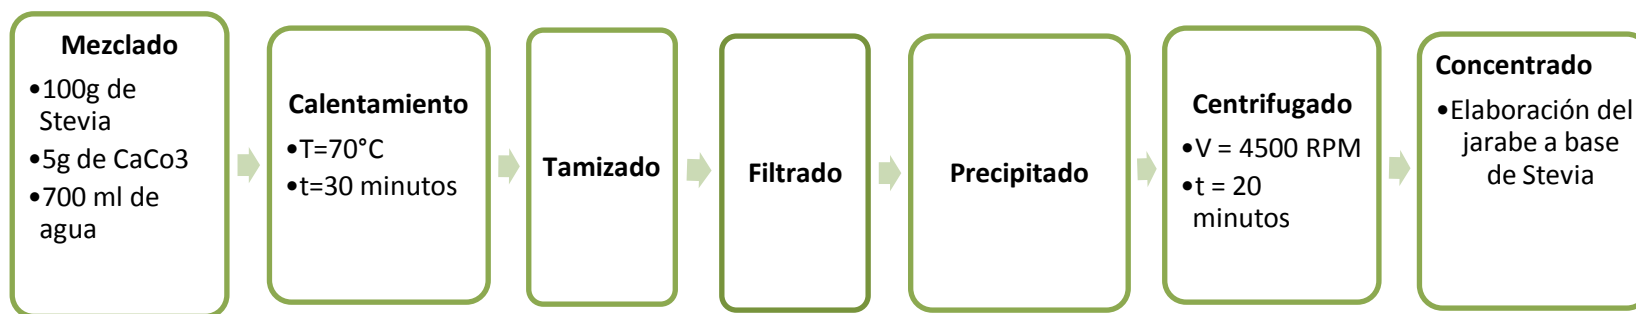 Mezclado
•100g de
Stevia
•5g de CaCo3
•700 ml de
agua
Calentamiento
•T=70°C
•t=30 minutos
Tamizado
Filtrado
Precipitado
Centrifugado
•V = 4500 RPM
•t = 20
minutos
Concentrado
•Elaboración del
jarabe a base
de Stevia